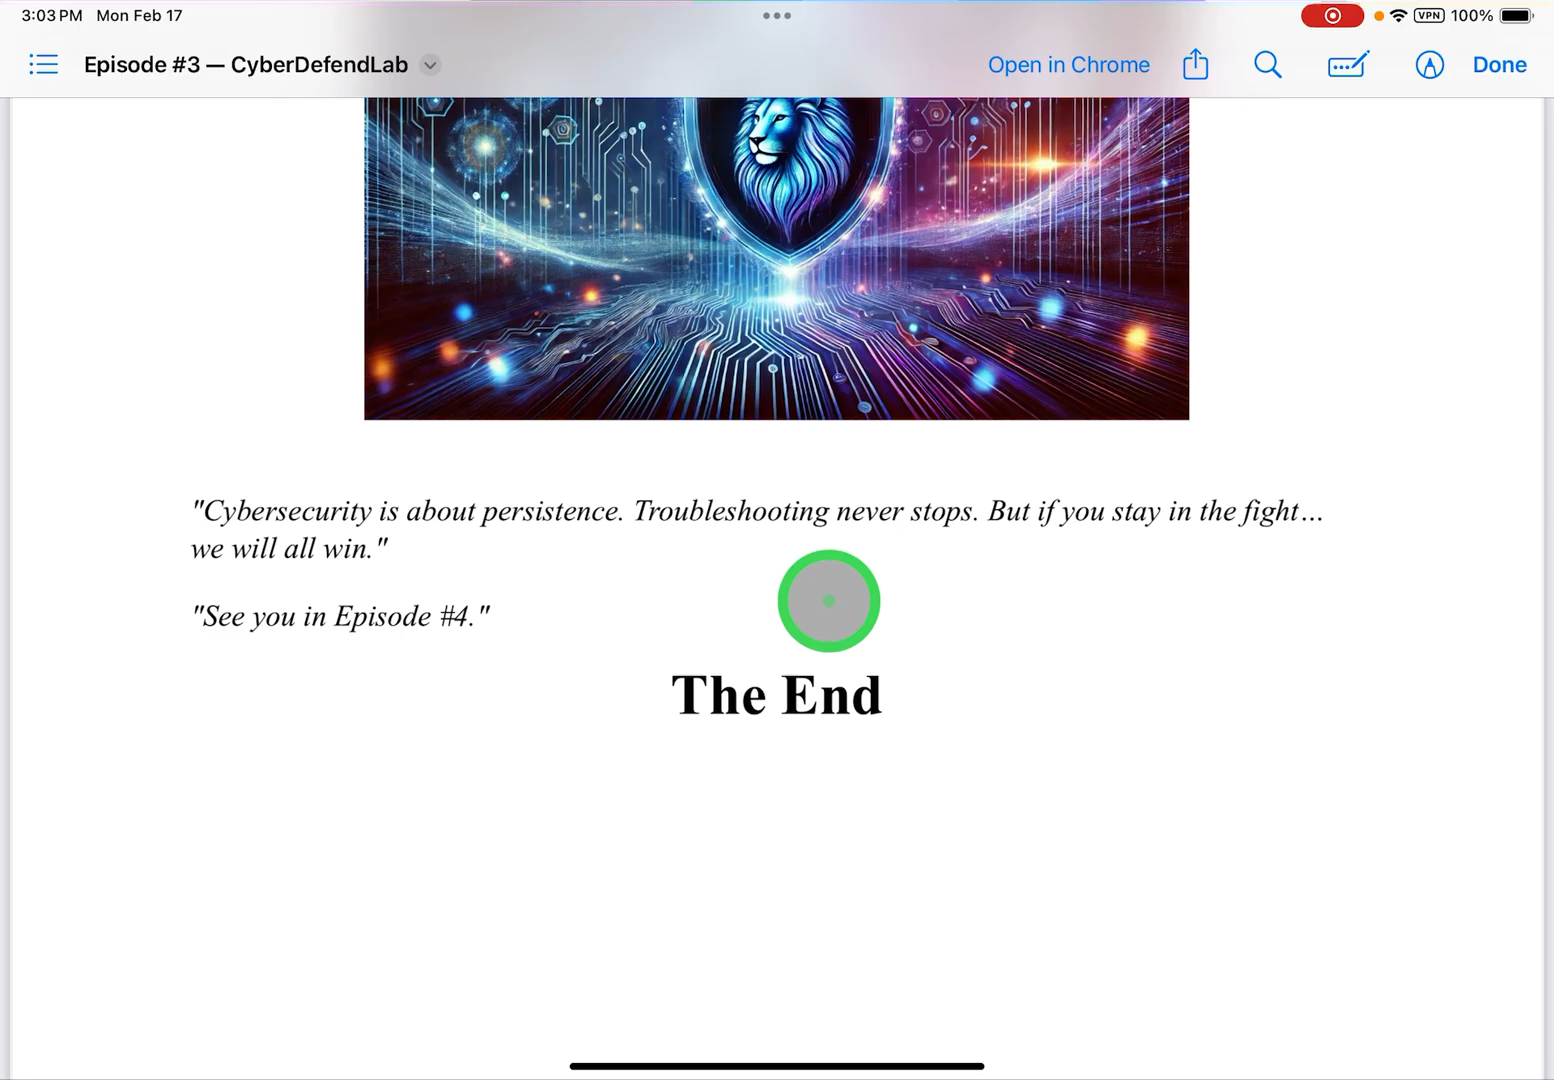 3:03 PM Mon Feb 17
VPN 100%
Episode #3 — CyberDefendLab
Open in Chrome
Done
"Cybersecurity is about persistence. Troubleshooting never stops. But if you stay in the fight…
we will all win."
"See you in Episode #4."
The End